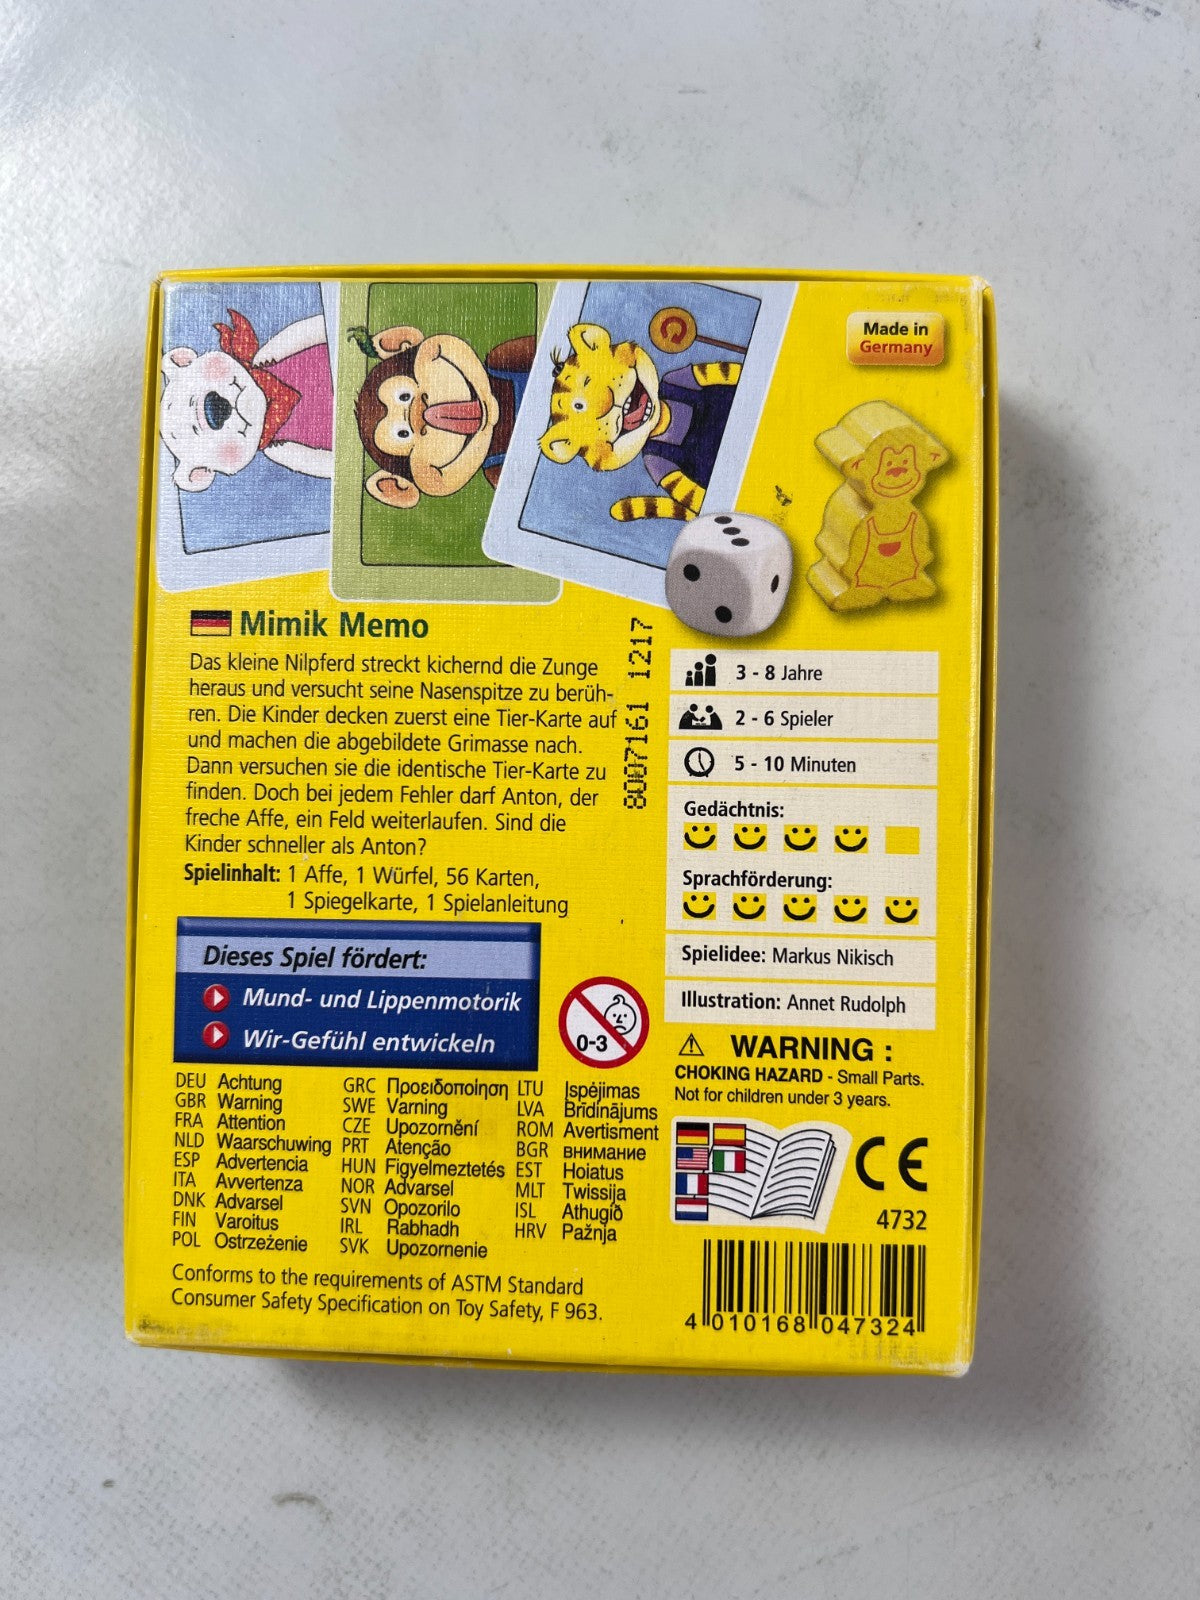 Made in
Germany
Mimik Memo
Das kleine Nilpferd streckt kichernd die Zunge
heraus und versucht seine Nasenspitze zu berüh-
ren. Die Kinder decken zuerst eine Tier-Karte auf
und machen die abgebildete Grimasse nach.
Dann versuchen sie die identische Tier-Karte zu
finden. Doch bei jedem Fehler darf Anton, der
freche Affe, ein Feld weiterlaufen. Sind die
Kinder schneller als Anton?
Spielinhalt: 1 Affe, 1 Würfel, 56 Karten,
1 Spiegelkarte, 1 Spielanleitung
8007161 1217
3 - 8 Jahre
2 - 6 Spieler
5 - 10 Minuten
Gedächtnis:
Sprachförderung:
Spielidee: Markus Nikisch
Illustration: Annet Rudolph
Dieses Spiel fördert:
Mund- und Lippenmotorik
Wir-Gefühl entwickeln
0-3
WARNING :
CHOKING HAZARD - Small Parts.
Not for children under 3 years.
DEU Achtung
GBR Warning
FRA Attention
NLD Waarschuwing
ESP Advertencia
ITA Avvertenza
DNK Advarsel
FIN Varoitus
POL Ostrzeżenie
GRC Προειδοποίηση
SWE Varning
CZE Upozornění
PRT Atenção
HUN Figyelmeztetés
NOR Advarsel
SVN Opozorilo
IRL Rabhadh
SVK Upozornenie
LTU Įspėjimas
LVA Brīdinājums
ROM Avertisment
BGR внимание
EST Hoiatus
MLT Twissija
ISL Athugið
HRV Pažnja
Conforms to the requirements of ASTM Standard
Consumer Safety Specification on Toy Safety, F 963.
CE
4732
4 010168 047324